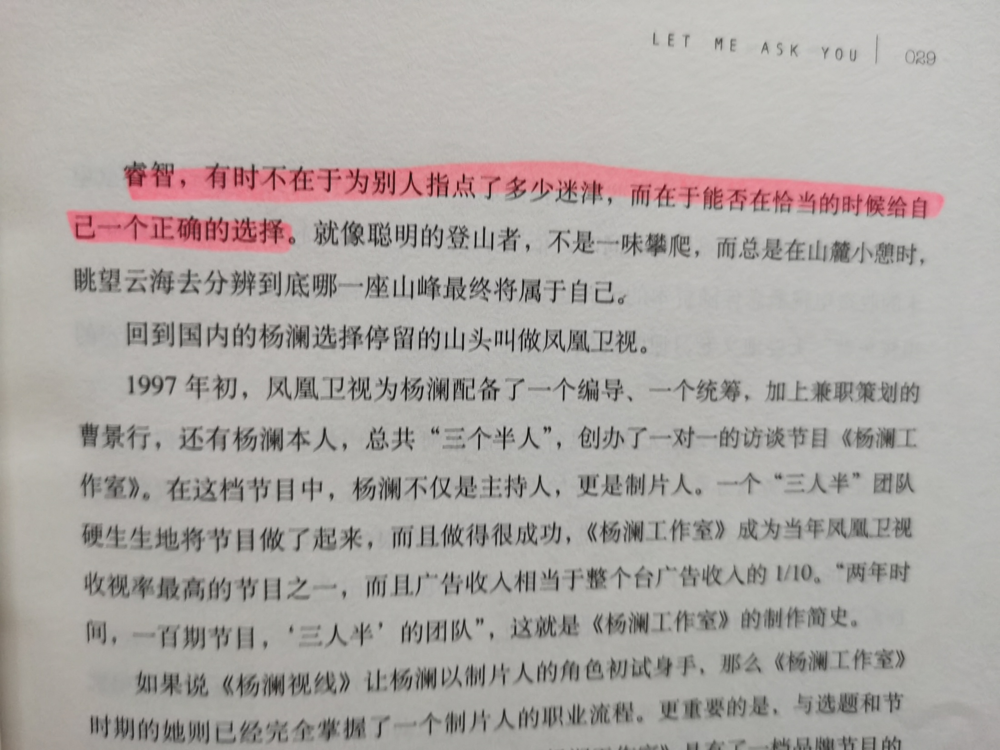 LET ME ASK YOU | 029
睿智，有时不在于为别人指点了多少迷津，而在于能否在恰当的时候给自
己一个正确的选择。就像聪明的登山者，不是一味攀爬，而总是在山麓小憩时，
眺望云海去分辨到底哪一座山峰最终将属于自己。
回到国内的杨澜选择停留的山头叫做凤凰卫视。
1997 年初，凤凰卫视为杨澜配备了一个编导、一个统筹，加上兼职策划的
曹景行，还有杨澜本人，总共“三个半人”，创办了一对一的访谈节目《杨澜工
作室》。在这档节目中，杨澜不仅是主持人，更是制片人。一个“三人半”团队
硬生生地将节目做了起来，而且做得很成功，《杨澜工作室》成为当年凤凰卫视
收视率最高的节目之一，而且广告收入相当于整个台广告收入的 1/10。“两年时
间，一百期节目，‘三人半’的团队”，这就是《杨澜工作室》的制作简史。
如果说《杨澜视线》让杨澜以制片人的角色初试身手，那么《杨澜工作室》
时期的她则已经完全掌握了一个制片人的职业流程。更重要的是，与选题和节
具有了一档品牌节目的